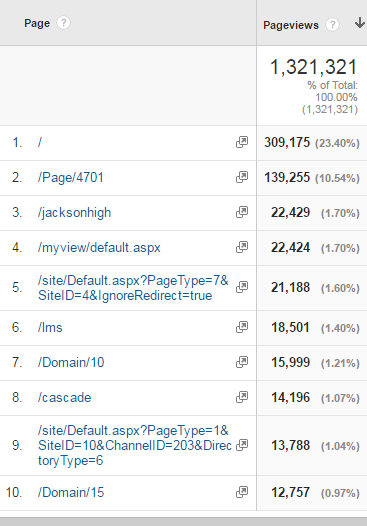 Page ? Pageviews ?
1,321,321
% of Total:
100.00%
(1,321,321)
1. / 309,175 (23.40%)
2. /Page/4701 139,255 (10.54%)
3. /jacksonhigh 22,429 (1.70%)
4. /myview/default.aspx 22,424 (1.70%)
5. /site/Default.aspx?PageType=7& 21,188 (1.60%)
SiteID=4&IgnoreRedirect=true
6. /lms 18,501 (1.40%)
7. /Domain/10 15,999 (1.21%)
8. /cascade 14,196 (1.07%)
/site/Default.aspx?PageType=1&
9. SiteID=10&ChannelID=203&Direc 13,788 (1.04%)
toryType=6
10. /Domain/15 12,757 (0.97%)